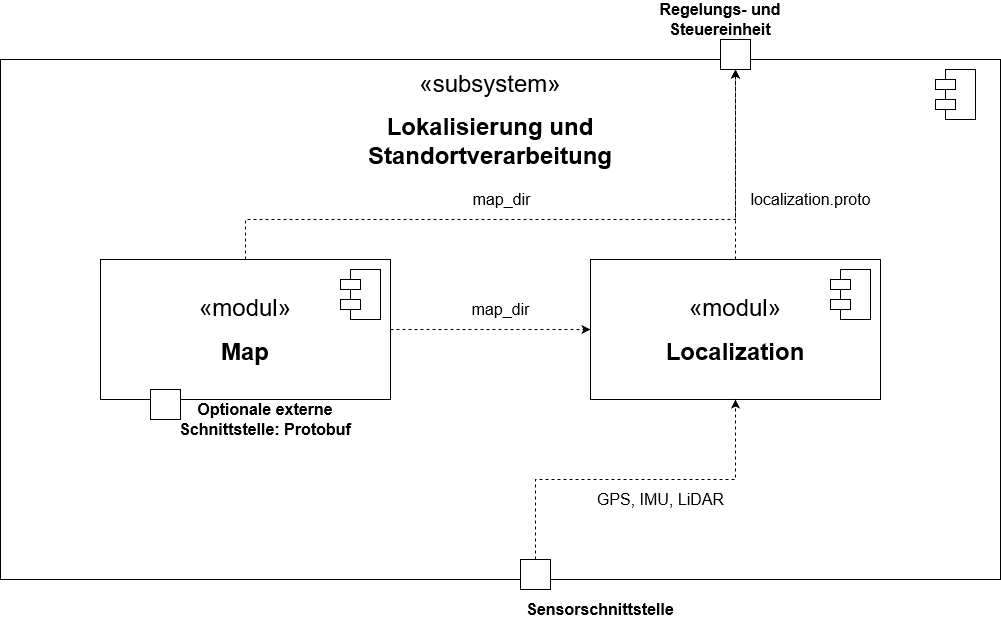 Regelungs- und
Steuereinheit
«subsystem»
Lokalisierung und
Standortverarbeitung
map_dir
localization.proto
«modul»
Map
map_dir
«modul»
Localization
Optionale externe
Schnittstelle: Protobuf
GPS, IMU, LiDAR
Sensorschnittstelle